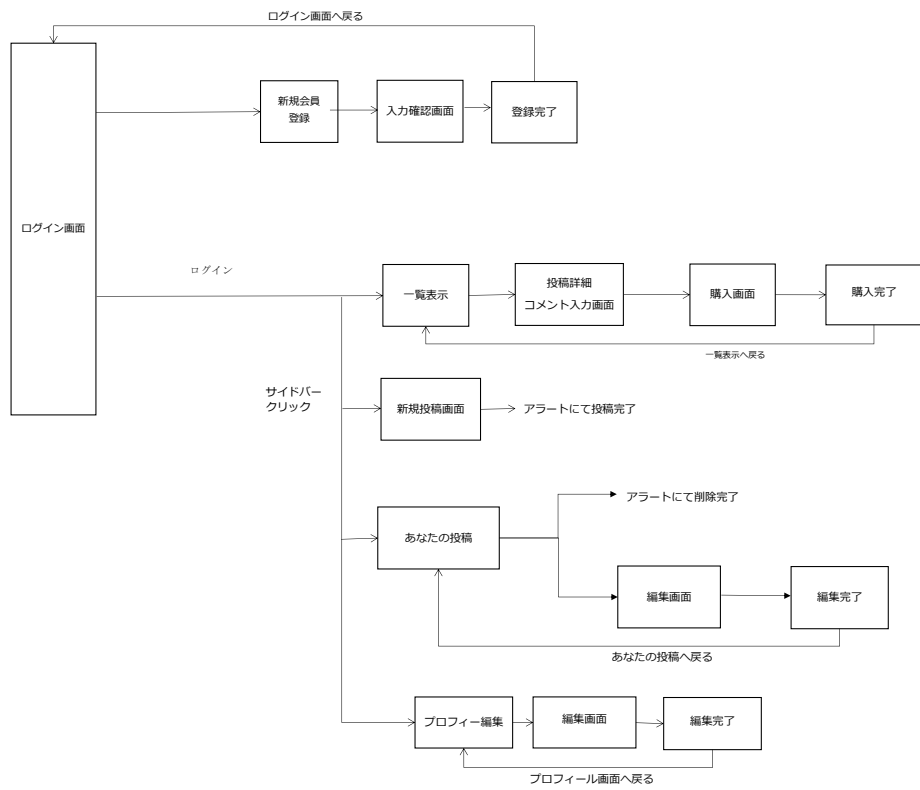 ログイン画面へ戻る
新規会員
登録
入力確認画面
登録完了
ログイン画面
ログイン
一覧表示
投稿詳細
コメント入力画面
購入画面
購入完了
一覧表示へ戻る
サイドバー
クリック
新規投稿画面
アラートにて投稿完了
アラートにて削除完了
あなたの投稿
編集画面
編集完了
あなたの投稿へ戻る
プロフィー編集
編集画面
編集完了
プロフィール画面へ戻る